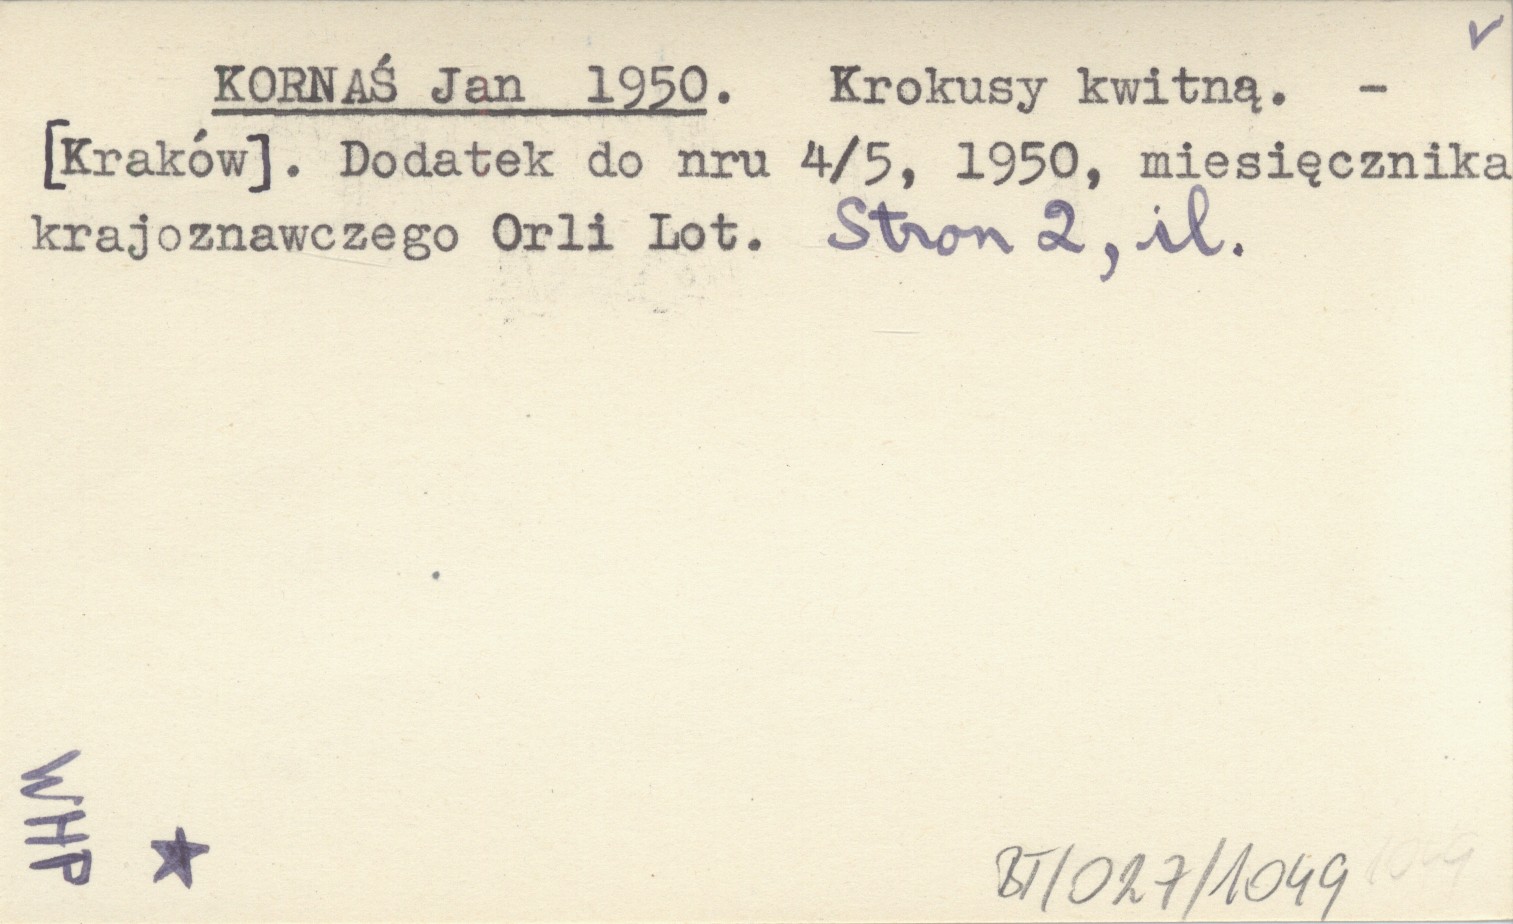 KORNAŚ Jan 1950. Krokusy kwitną. -
[Kraków]. Dodatek do nru 4/5, 1950, miesięcznika
krajoznawczego Orli Lot. Stron 2, il.
WHP
BT/027/1049
1049